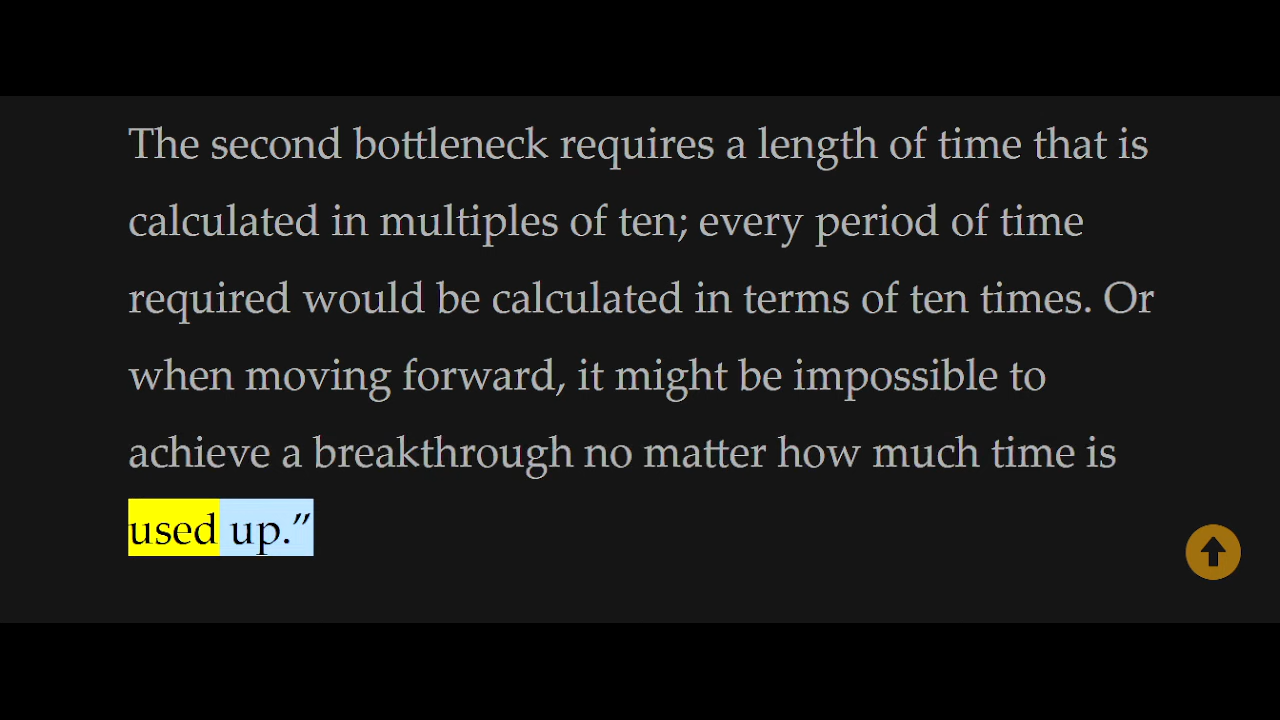 The second bottleneck requires a length of time that is
calculated in multiples of ten; every period of time
required would be calculated in terms of ten times. Or
when moving forward, it might be impossible to
achieve a breakthrough no matter how much time is
used up.”